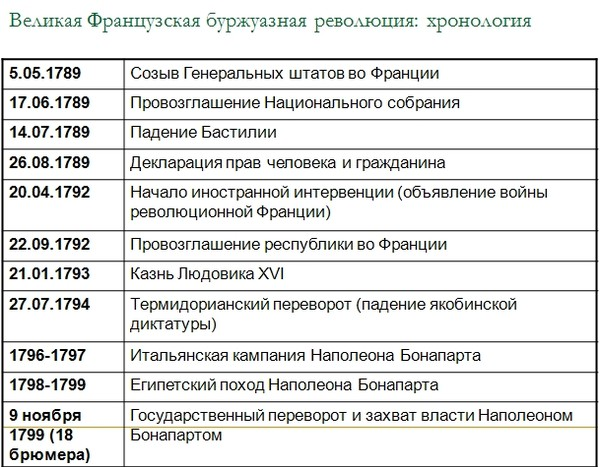 Великая Французская буржуазная революция: хронология
5.05.1789 Созыв Генеральных штатов во Франции
17.06.1789 Провозглашение Национального собрания
14.07.1789 Падение Бастилии
26.08.1789 Декларация прав человека и гражданина
20.04.1792 Начало иностранной интервенции (объявление войны
революционной Франции)
22.09.1792 Провозглашение республики во Франции
21.01.1793 Казнь Людовика XVI
27.07.1794 Термидорианский переворот (падение якобинской
диктатуры)
1796-1797 Итальянская кампания Наполеона Бонапарта
1798-1799 Египетский поход Наполеона Бонапарта
9 ноября Государственный переворот и захват власти Наполеоном
1799 (18 Бонапартом
брюмера)